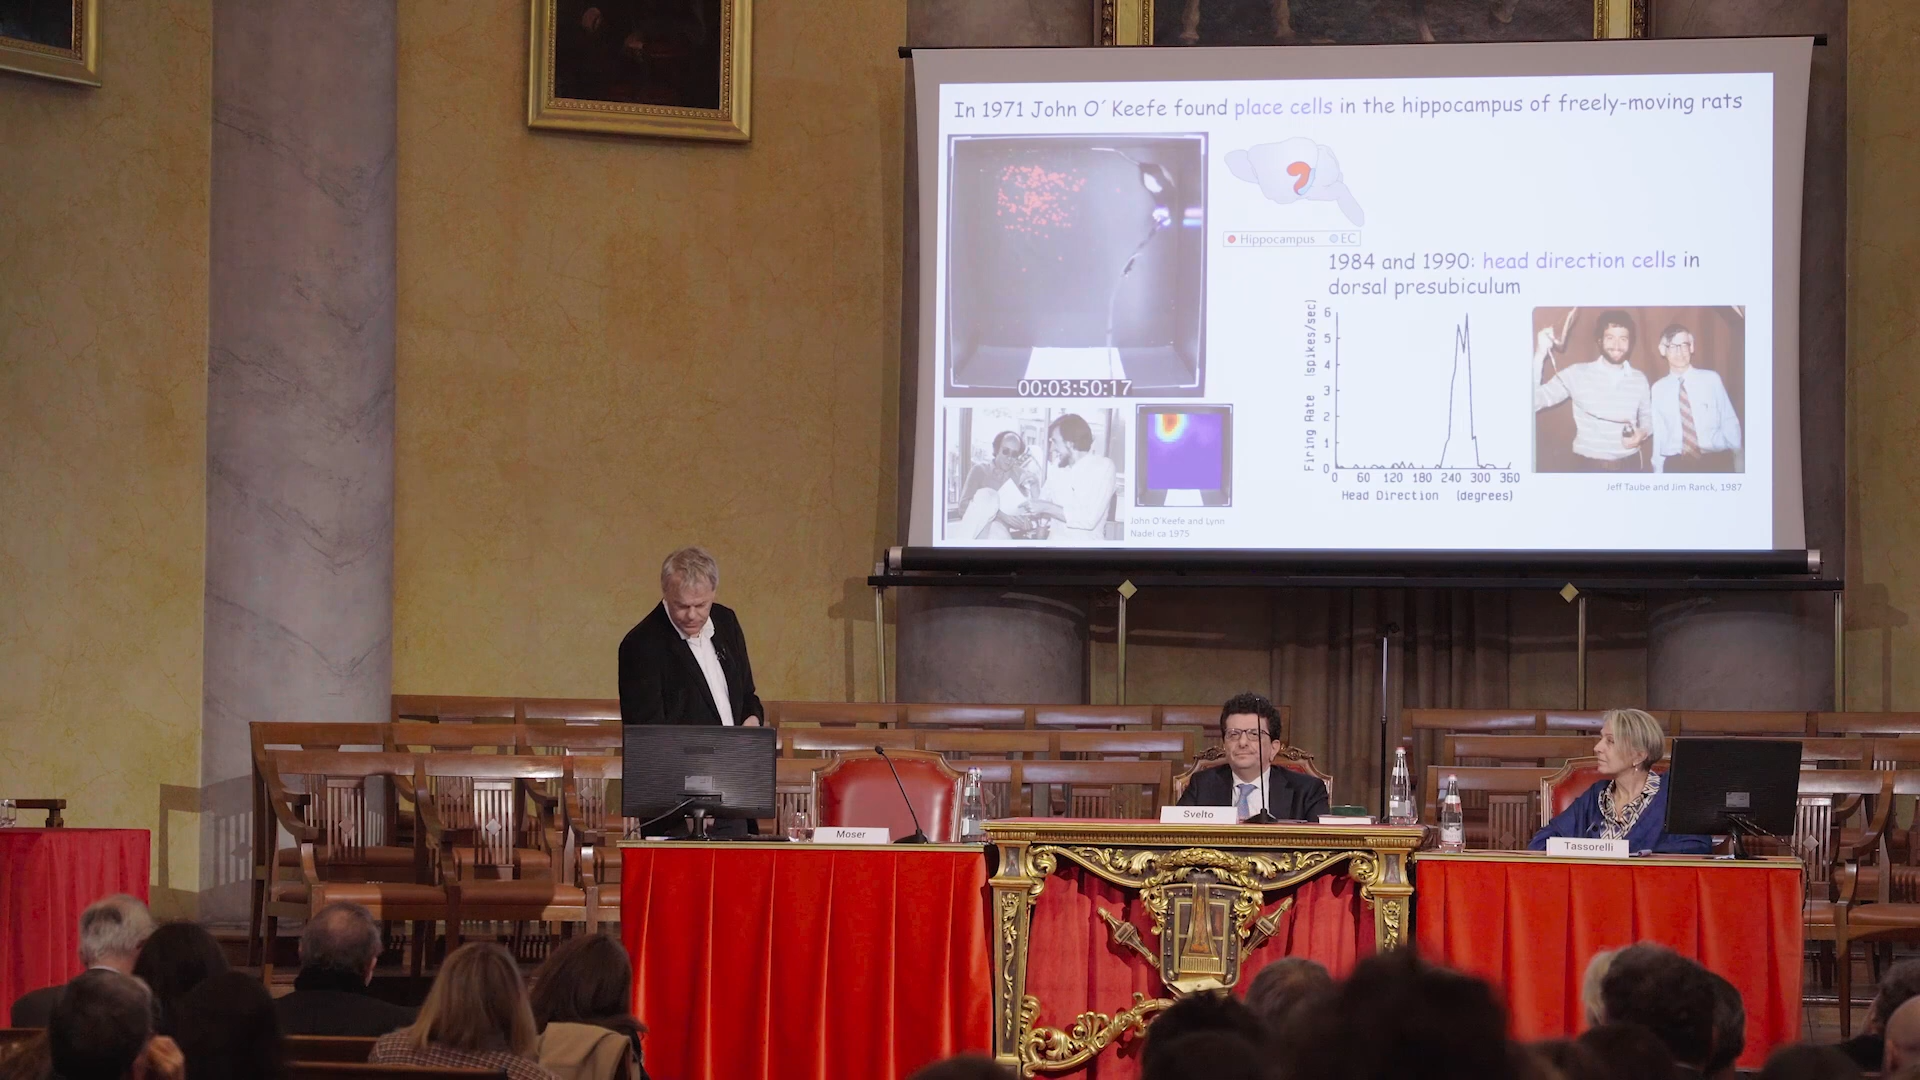 In 1971 John O´Keefe found place cells in the hippocampus of freely-moving rats
Hippocampus EC
1984 and 1990: head direction cells in
dorsal presubiculum
00:03:50:17
John O´Keefe and Lynn
Nadel ca 1975
Firing Rate (spikes/sec)
6
5
4
3
2
1
0
0 60 120 180 240 300 360
Head Direction (degrees)
Jeff Taube and Jim Ranck, 1987
Moser
Svelto
Tassorelli